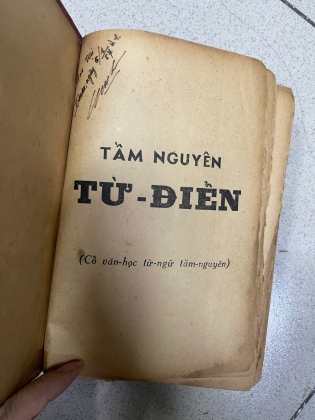 TẦM NGUYÊN
TỪ-ĐIỂN
(Cổ văn-học từ-ngữ tầm-nguyên)